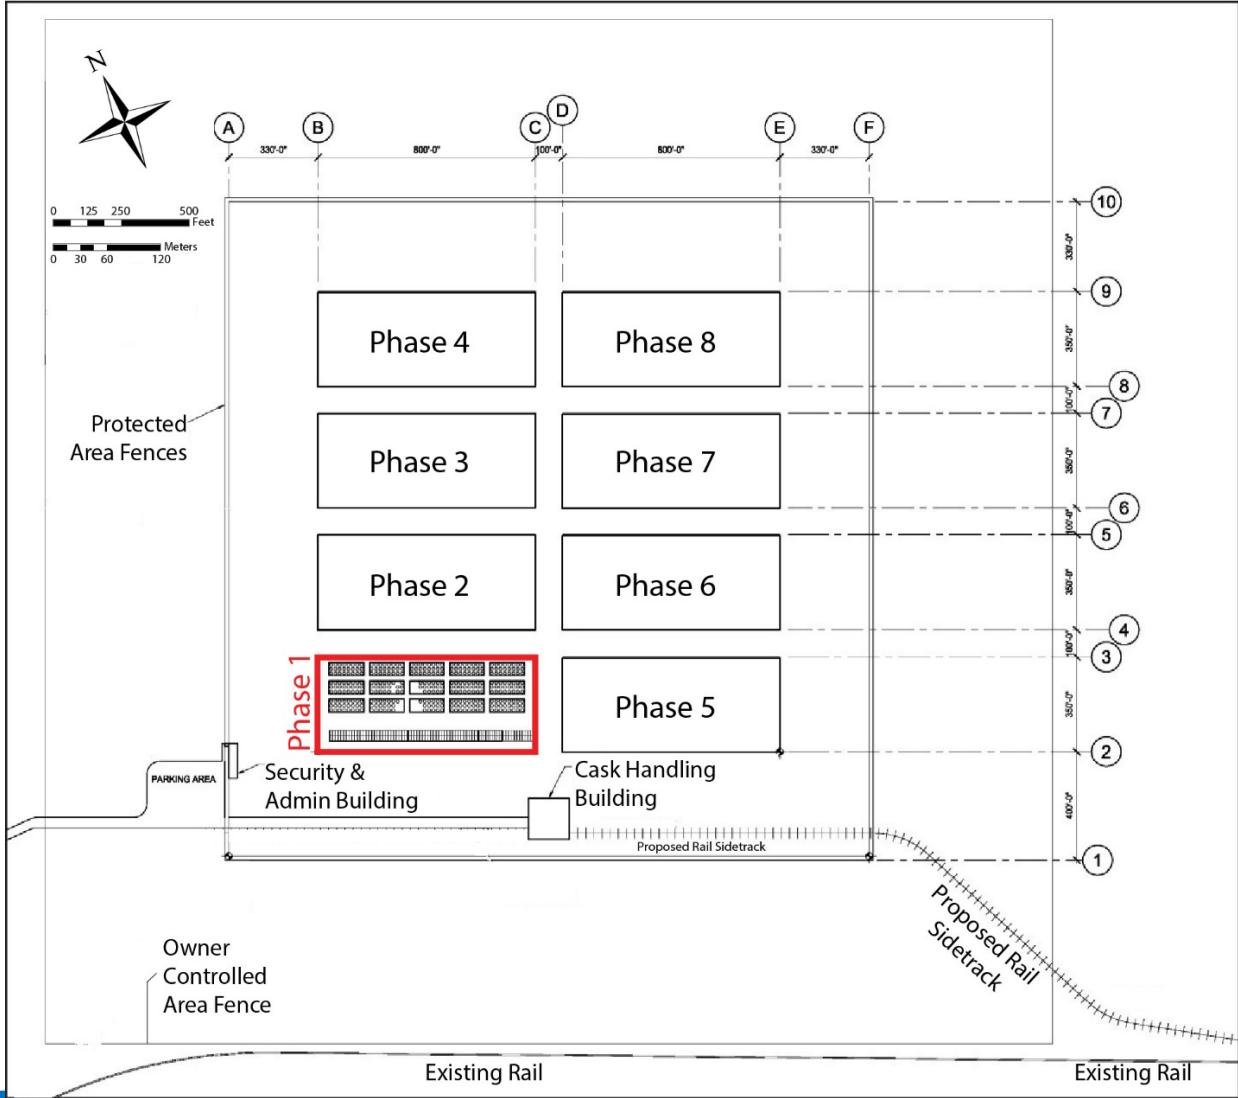 N
A
B
C
D
E
F
330'-0"
800'-0"
100'-0"
800'-0"
330'-0"
0 125 250 500
Feet
Meters
0 30 60 120
10
330'-0"
9
Phase 4
Phase 8
350'-0"
8
100'-0"
7
Protected
Area Fences
Phase 3
Phase 7
350'-0"
6
100'-0"
5
Phase 2
Phase 6
350'-0"
4
100'-0"
3
Phase 1
Phase 5
350'-0"
2
PARKING AREA
Security &
Admin Building
Cask Handling
Building
400'-0"
Proposed Rail Sidetrack
1
Proposed Rail
Sidetrack
Owner
Controlled
Area Fence
Existing Rail
Existing Rail